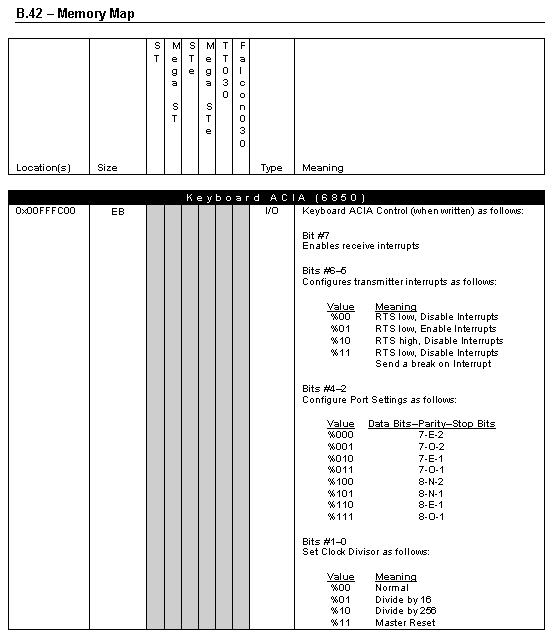 B.42 – Memory Map
Location(s) Size ST Mega ST STe Mega STe TT030 Falcon030 Type Meaning
Keyboard ACIA (6850)
0x00FFFC00 EB I/O Keyboard ACIA Control (when written) as follows:
Bit #7
Enables receive interrupts
Bits #6–5
Configures transmitter interrupts as follows:
Value Meaning
%00 RTS low, Disable Interrupts
%01 RTS low, Enable Interrupts
%10 RTS high, Disable Interrupts
%11 RTS low, Disable Interrupts
Send a break on Interrupt
Bits #4–2
Configure Port Settings as follows:
Value Data Bits–Parity–Stop Bits
%000 7-E-2
%001 7-O-2
%010 7-E-1
%011 7-O-1
%100 8-N-2
%101 8-N-1
%110 8-E-1
%111 8-O-1
Bits #1–0
Set Clock Divisor as follows:
Value Meaning
%00 Normal
%01 Divide by 16
%10 Divide by 256
%11 Master Reset